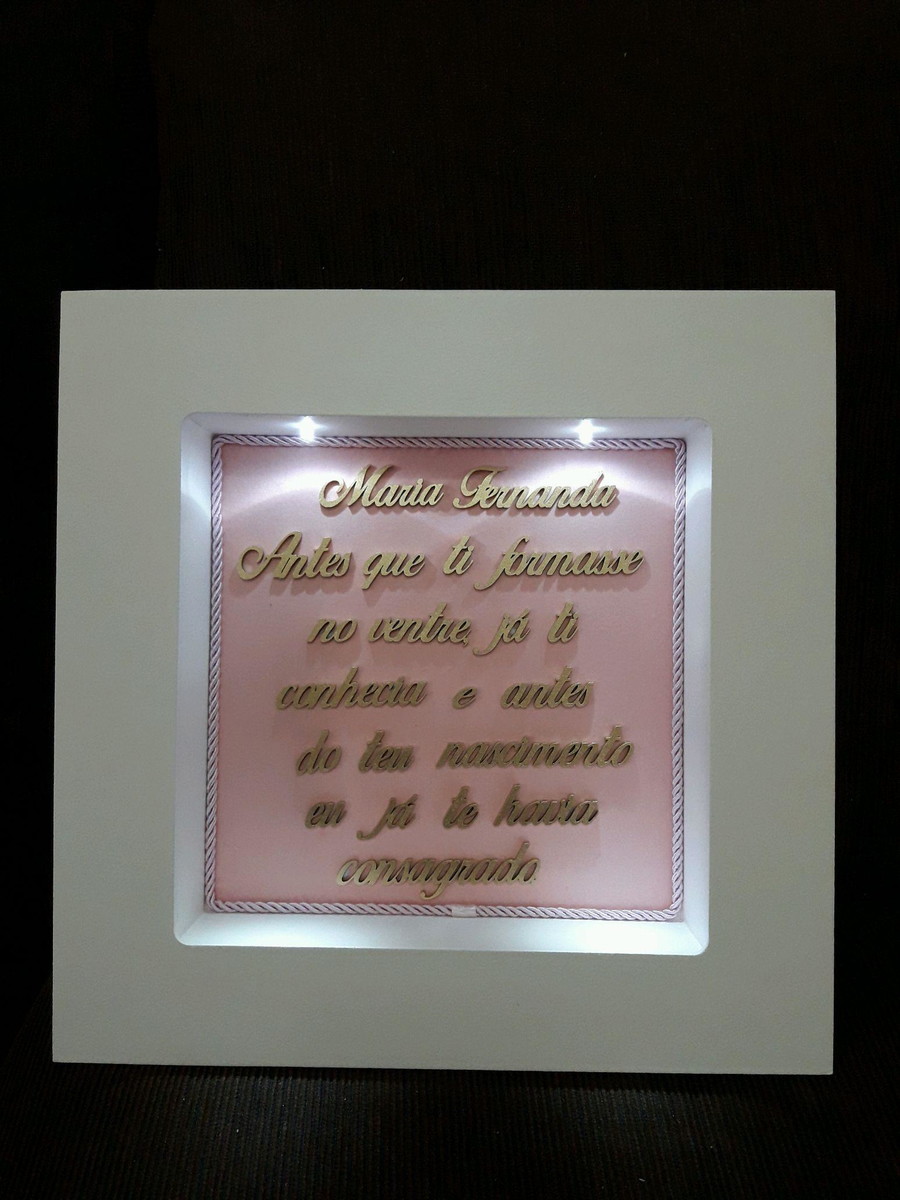 Maria Fernanda
Antes que ti formasse
no ventre, já ti
conhecia e antes
do teu nascimento
eu já te havia
consagrado